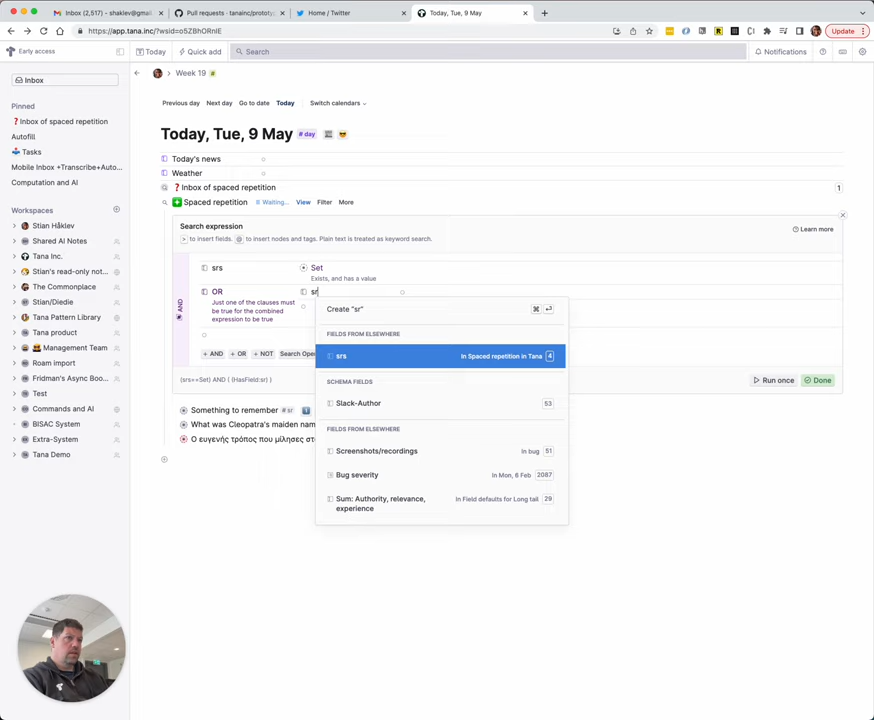 Inbox (2,517) - shaklev@gmail
Pull requests · tanainc/prototyp
Home / Twitter
Today, Tue, 9 May
https://app.tana.inc/?wsid=o5ZBhORnIE
Update
Early access
Today
Quick add
Search
Notifications
Inbox
Week 19 #
Pinned
Inbox of spaced repetition
Autofill
Tasks
Mobile Inbox +Transcribe+Auto...
Computation and AI
Previous day Next day Go to date Today Switch calendars
Today, Tue, 9 May # day
Today's news
Weather
Inbox of spaced repetition 1
Spaced repetition 8 Waiting... View Filter More
Workspaces
Stian Håklev
Shared AI Notes
Tana Inc.
Stian's read-only not...
The Commonplace
Stian/Diedie
Tana Pattern Library
Tana product
Management Team
Roam import
Fridman's Async Boo...
Test
Commands and AI
BISAC System
Extra-System
Tana Demo
Search expression
> to insert fields. @ to insert nodes and tags. Plain text is treated as keyword search.
Learn more
AND
srs Set
Exists, and has a value
OR sr
Just one of the clauses must
be true for the combined
expression to be true
+ AND + OR + NOT Search Oper
(srs==Set) AND ( (HasField:sr) )
Run once Done
Create "sr"
FIELDS FROM ELSEWHERE
srs In Spaced repetition in Tana 4
SCHEMA FIELDS
Slack-Author 53
FIELDS FROM ELSEWHERE
Screenshots/recordings In bug 51
Bug severity In Mon, 6 Feb 2087
Sum: Authority, relevance,
experience In Field defaults for Long tail 29
Something to remember # sr
What was Cleopatra's maiden nam
Ο ευγενής τρόπος που μίλησες στ